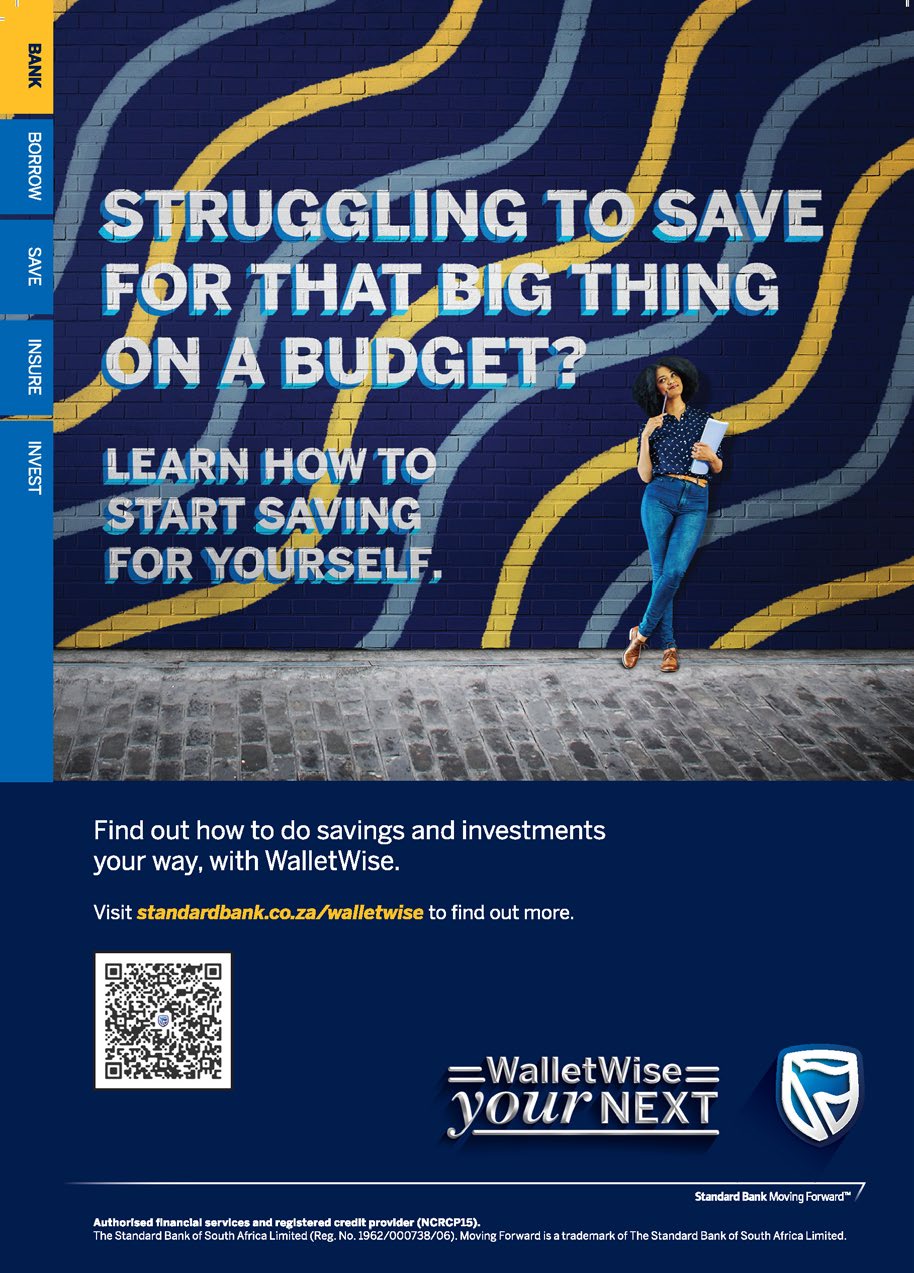 BANK
BORROW
SAVE
INSURE
INVEST
STRUGGLING TO SAVE
FOR THAT BIG THING
ON A BUDGET?
LEARN HOW TO
START SAVING
FOR YOURSELF.
Find out how to do savings and investments
your way, with WalletWise.
Visit standardbank.co.za/walletwise to find out more.
WalletWise
your NEXT
Standard Bank Moving Forward™
Authorised financial services and registered credit provider (NCRCP15).
The Standard Bank of South Africa Limited (Reg. No. 1962/000738/06). Moving Forward is a trademark of The Standard Bank of South Africa Limited.